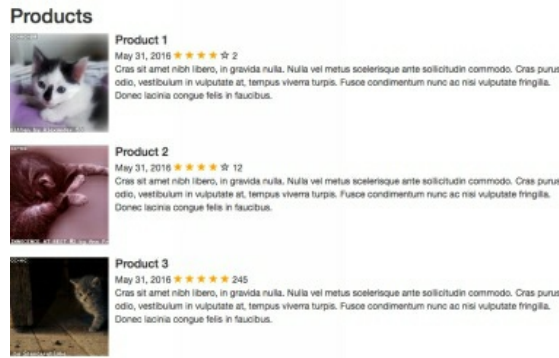 Products
Product 1
May 31, 2016 ★ ★ ★ ★ ☆ 2
Cras sit amet nibh libero, in gravida nulla. Nulla vel metus scelerisque ante sollicitudin commodo. Cras purus
odio, vestibulum in vulputate at, tempus viverra turpis. Fusce condimentum nunc ac nisi vulputate fringilla.
Donec lacinia congue felis in faucibus.
Product 2
May 31, 2016 ★ ★ ★ ★ ☆ 12
Cras sit amet nibh libero, in gravida nulla. Nulla vel metus scelerisque ante sollicitudin commodo. Cras purus
odio, vestibulum in vulputate at, tempus viverra turpis. Fusce condimentum nunc ac nisi vulputate fringilla.
Donec lacinia congue felis in faucibus.
Product 3
May 31, 2016 ★ ★ ★ ★ ★ 245
Cras sit amet nibh libero, in gravida nulla. Nulla vel metus scelerisque ante sollicitudin commodo. Cras purus
odio, vestibulum in vulputate at, tempus viverra turpis. Fusce condimentum nunc ac nisi vulputate fringilla.
Donec lacinia congue felis in faucibus.